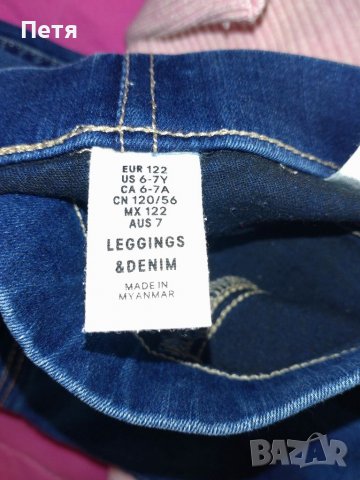 Петя
EUR 122
US 6-7Y
CA 6-7A
CN 120/56
MX 122
AUS 7
LEGGINGS
&DENIM
MADE IN
MYANMAR
BAZAR